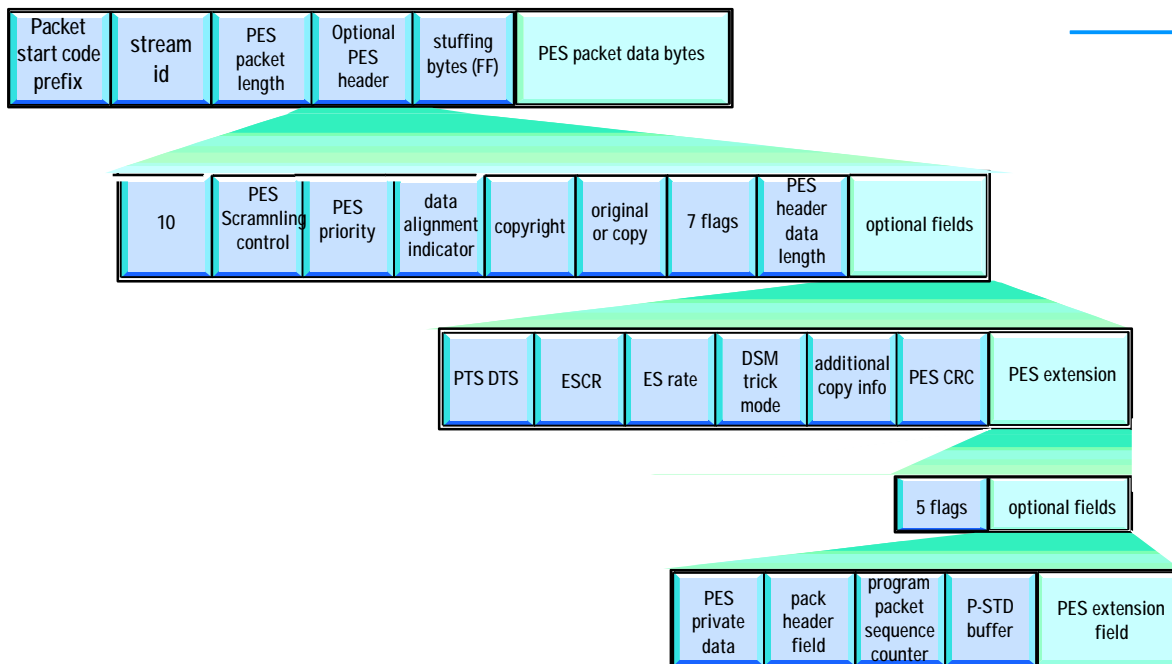 Packet
start code
prefix
stream
id
PES
packet
length
Optional
PES
header
stuffing
bytes (FF)
PES packet data bytes
10
PES
Scramnling
control
PES
priority
data
alignment
indicator
copyright
original
or copy
7 flags
PES
header
data
length
optional fields
PTS DTS
ESCR
ES rate
DSM
trick
mode
additional
copy info
PES CRC
PES extension
5 flags
optional fields
PES
private
data
pack
header
field
program
packet
sequence
counter
P-STD
buffer
PES extension
field